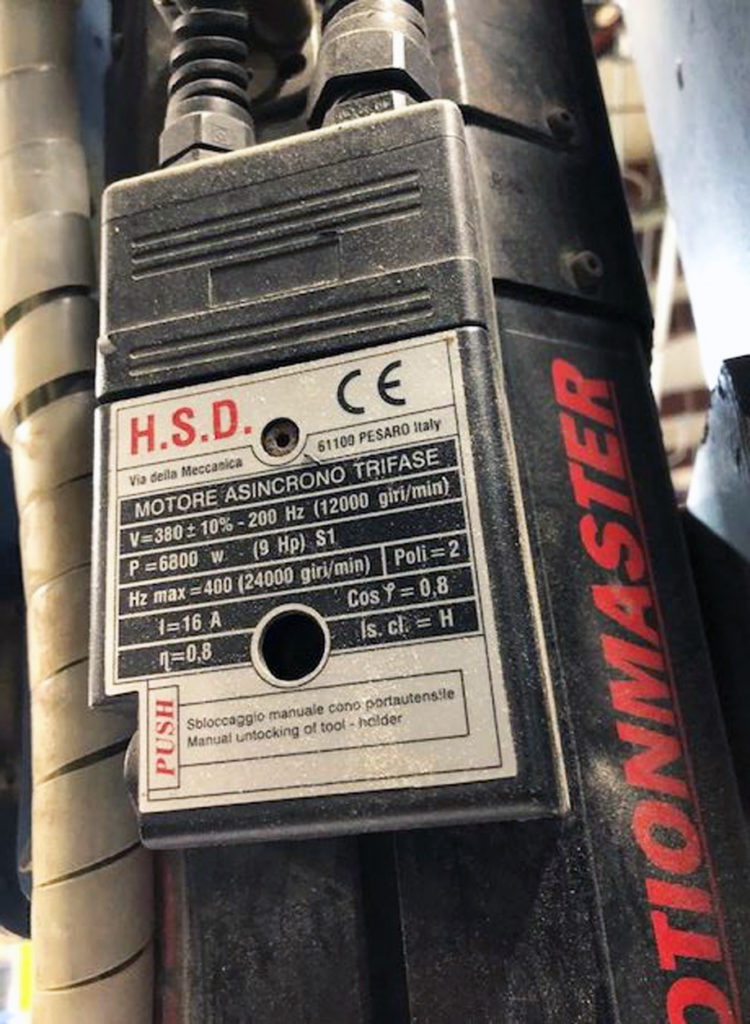 H.S.D.
CE
Via della Meccanica
61100 PESARO Italy
MOTORE ASINCRONO TRIFASE
V=380±10% - 200 Hz (12000 giri/min)
P=6800 w (9 Hp) S1
Hz max=400 (24000 giri/min) Poli=2
I=16 A
Cos φ=0,8
η=0,8
Is. cl. = H
PUSH
Sbloccaggio manuale cono portautensile
Manual untocking of tool - holder
OTIONMASTER